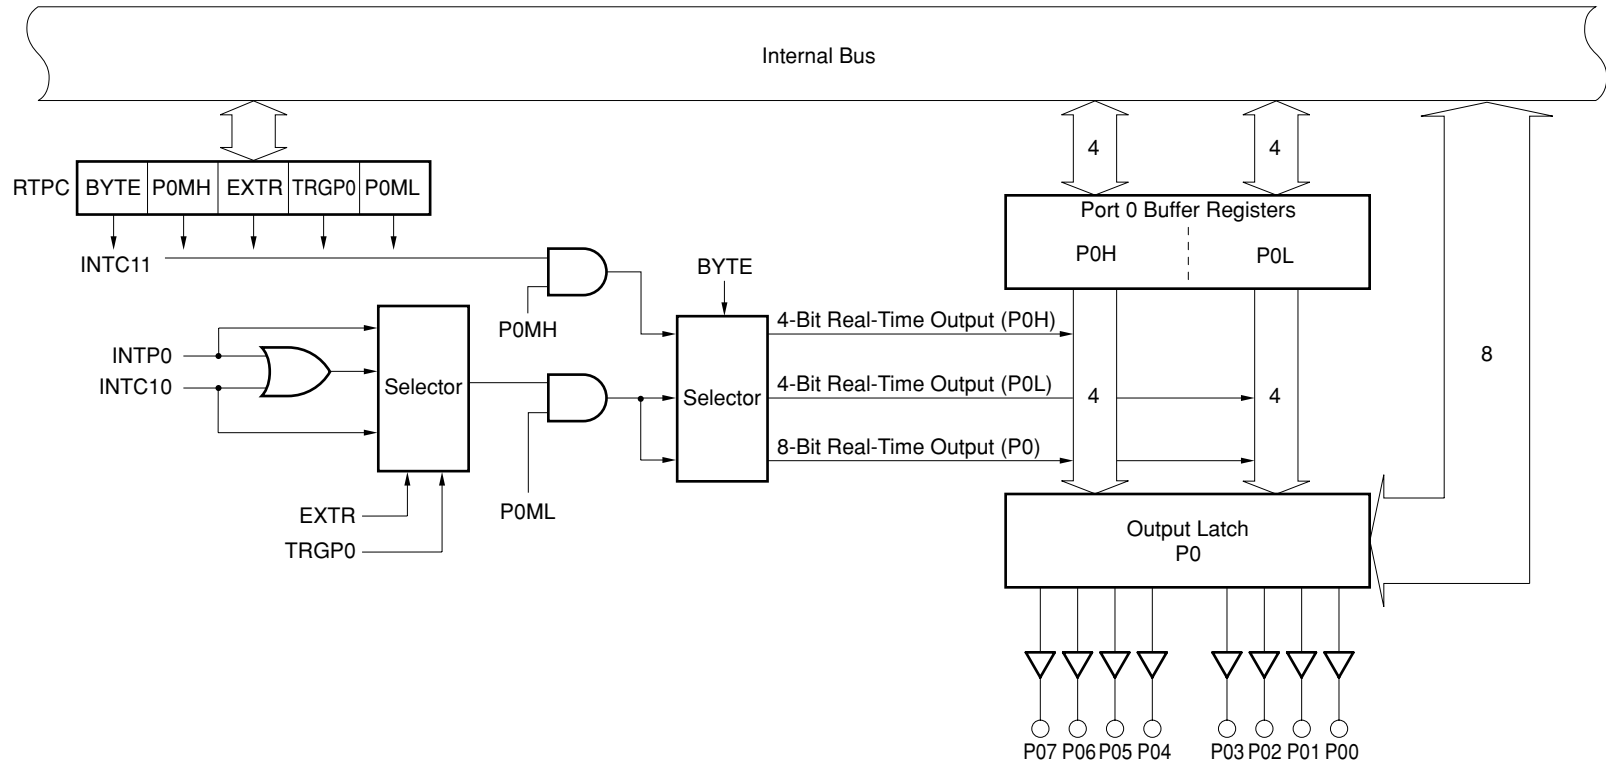 Internal Bus
RTPC BYTE P0MH EXTR TRGP0 P0ML
4 4
Port 0 Buffer Registers
P0H P0L
INTC11
P0MH
BYTE
INTP0
INTC10
Selector
Selector
4-Bit Real-Time Output (P0H)
4-Bit Real-Time Output (P0L)
8-Bit Real-Time Output (P0)
4 4
8
P0ML
EXTR
TRGP0
Output Latch
P0
P07 P06 P05 P04 P03 P02 P01 P00